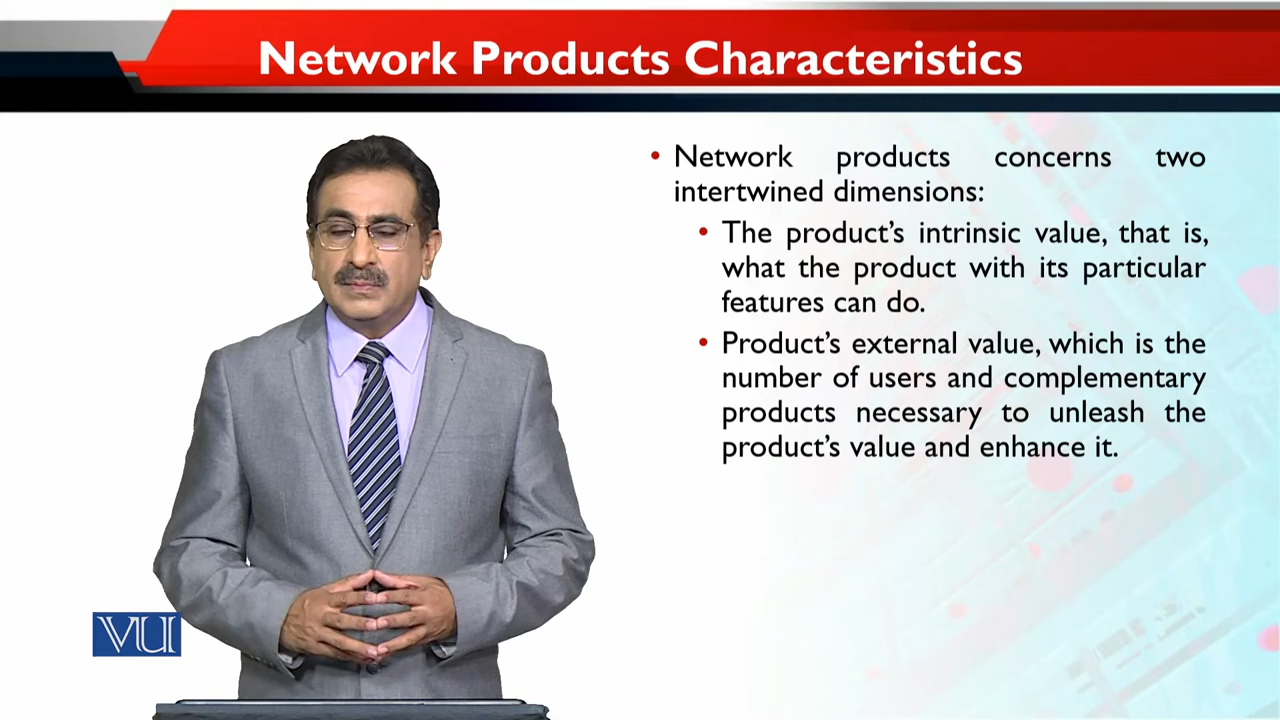 Network Products Characteristics
• Network products concerns two
intertwined dimensions:
• The product's intrinsic value, that is,
what the product with its particular
features can do.
• Product's external value, which is the
number of users and complementary
products necessary to unleash the
product's value and enhance it.
VU